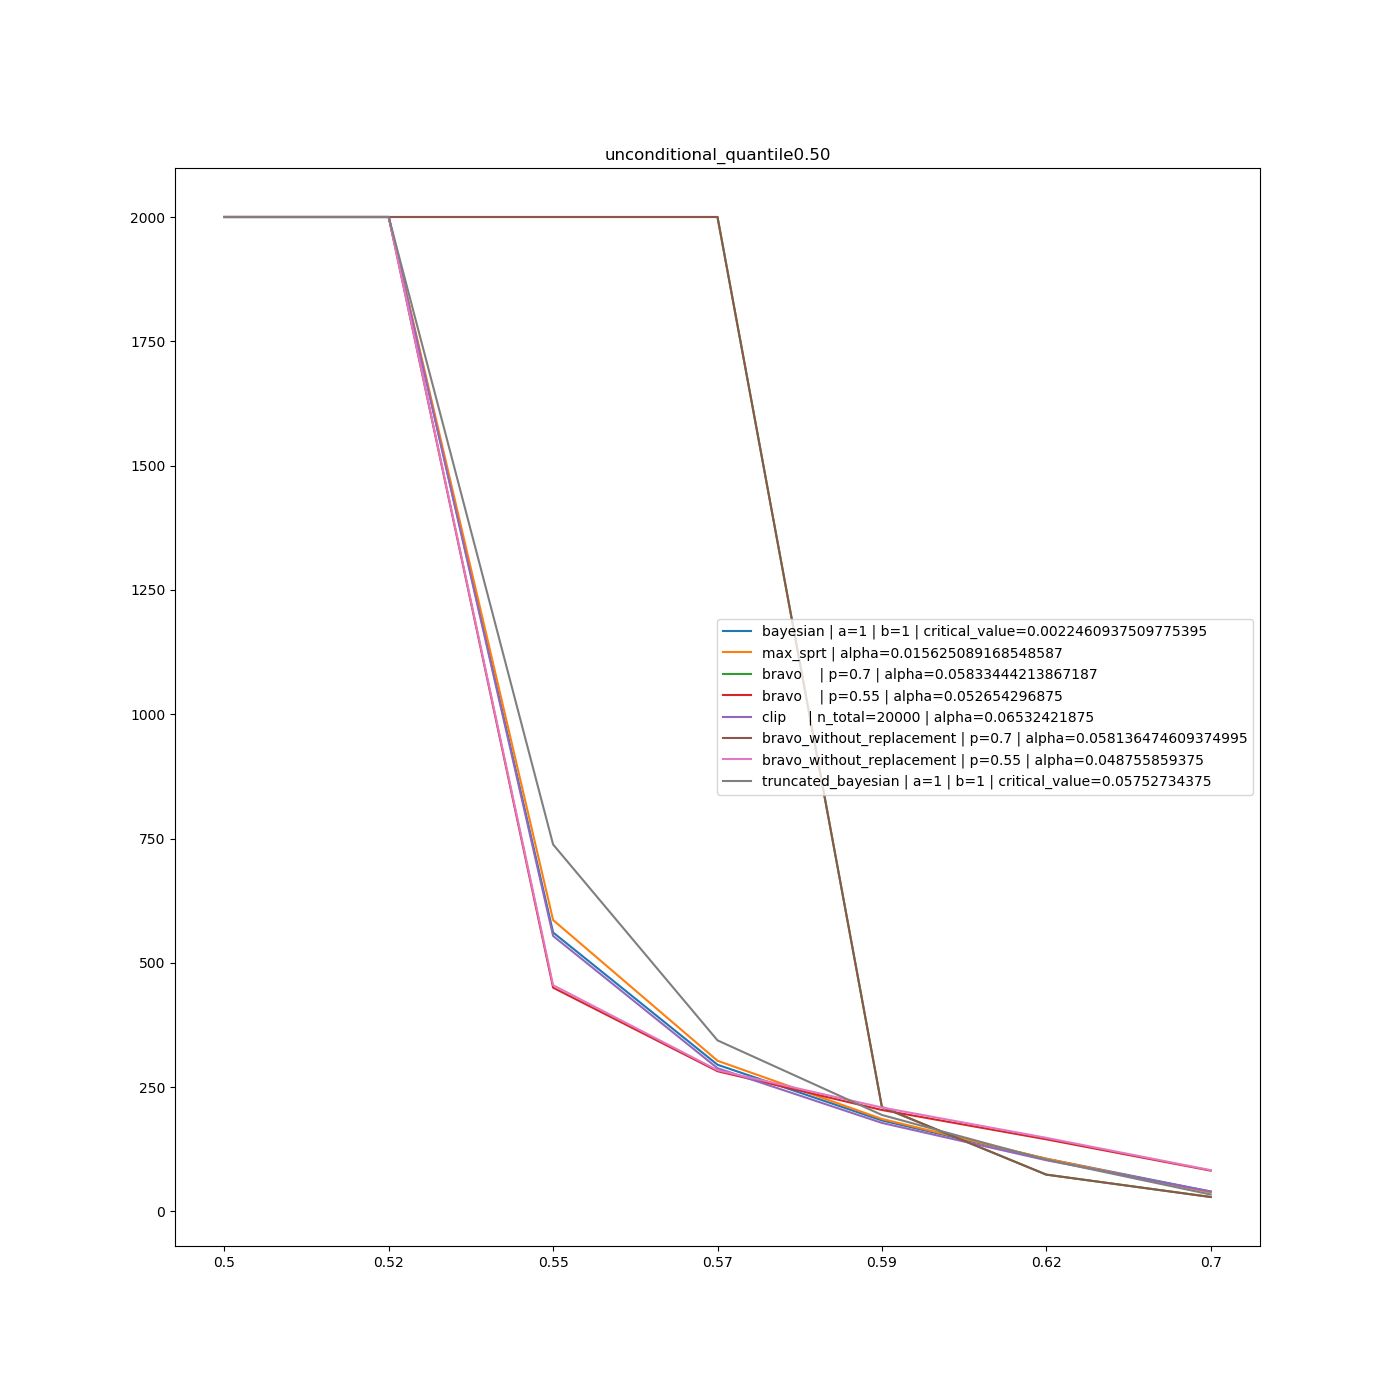 unconditional_quantile0.50
2000
1750
1500
1250
1000
750
500
250
0
bayesian | a=1 | b=1 | critical_value=0.0022460937509775395
max_sprt | alpha=0.015625089168548587
bravo    | p=0.7 | alpha=0.05833444213867187
bravo    | p=0.55 | alpha=0.052654296875
clip     | n_total=20000 | alpha=0.06532421875
bravo_without_replacement | p=0.7 | alpha=0.058136474609374995
bravo_without_replacement | p=0.55 | alpha=0.048755859375
truncated_bayesian | a=1 | b=1 | critical_value=0.05752734375
0.5 0.52 0.55 0.57 0.59 0.62 0.7